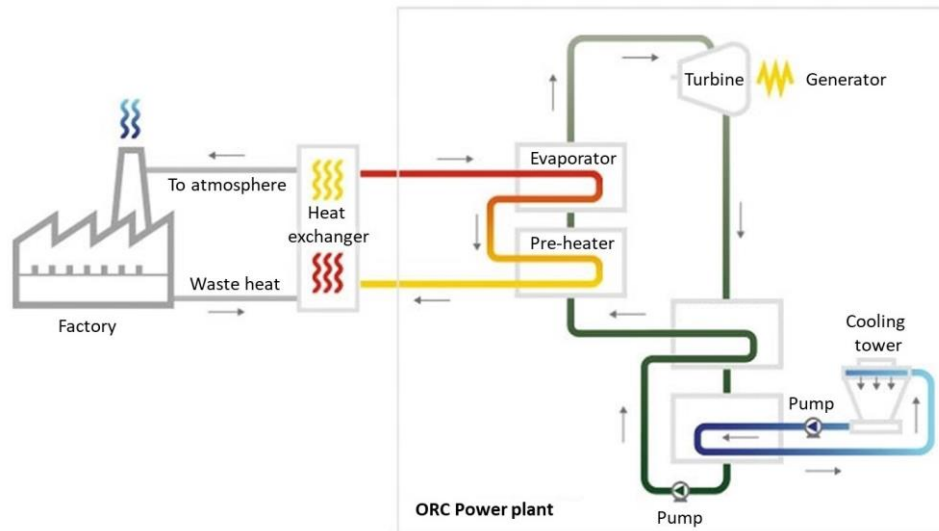 Turbine
Generator
Evaporator
To atmosphere
Heat
exchanger
Pre-heater
Waste heat
Factory
Cooling
tower
Pump
ORC Power plant
Pump